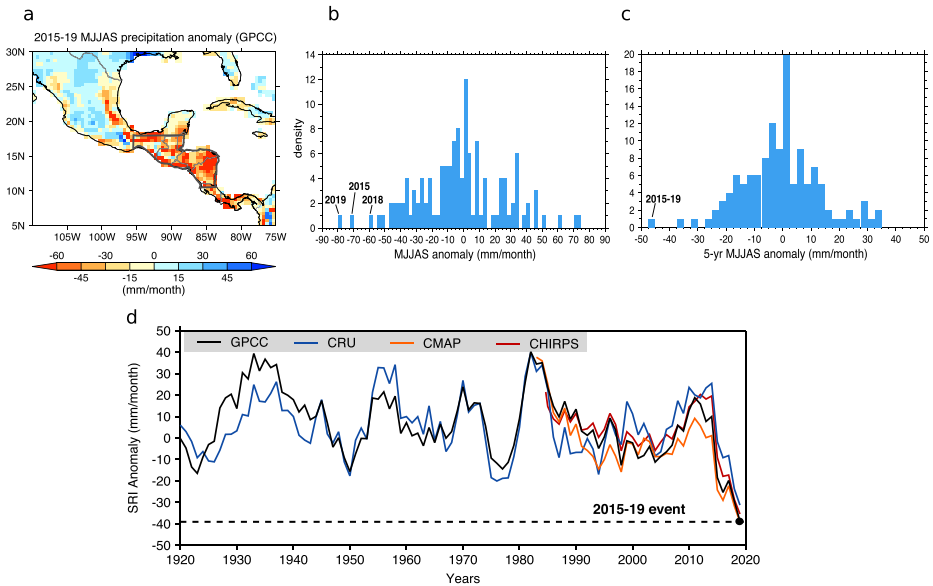 a
2015-19 MJJAS precipitation anomaly (GPCC)
30N
25N
20N
15N
10N
5N
105W 100W 95W 90W 85W 80W 75W
-60 -30 0 30 60
-45 -15 15 45
(mm/month)
b
density
14
12
10
8
6
4
2
0
2019
2015
2018
-90 -80 -70 -60 -50 -40 -30 -20 -10 0 10 20 30 40 50 60 70 80 90
MJJAS anomaly (mm/month)
c
20
18
16
14
12
10
8
6
4
2
0
2015-19
-50 -40 -30 -20 -10 0 10 20 30 40 50
5-yr MJJAS anomaly (mm/month)
d
GPCC CRU CMAP CHIRPS
SRI Anomaly (mm/month)
50
40
30
20
10
0
-10
-20
-30
-40
-50
2015-19 event
1920 1930 1940 1950 1960 1970 1980 1990 2000 2010 2020
Years